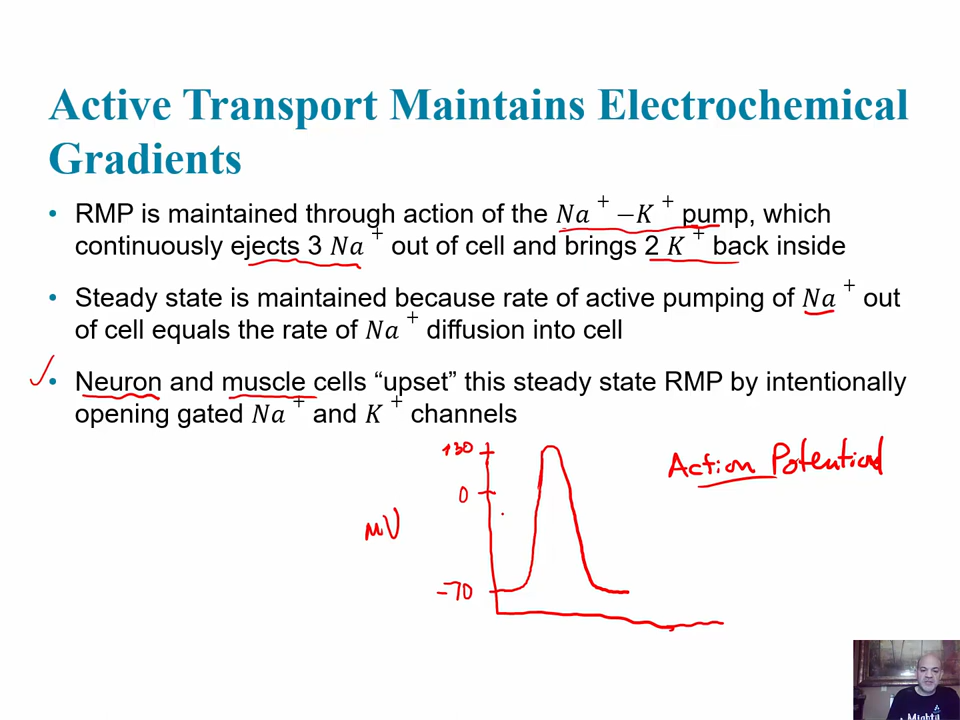 Active Transport Maintains Electrochemical
Gradients
• RMP is maintained through action of the Na⁺ – K⁺ pump, which
continuously ejects 3 Na⁺ out of cell and brings 2 K⁺ back inside
• Steady state is maintained because rate of active pumping of Na⁺ out
of cell equals the rate of Na⁺ diffusion into cell
• Neuron and muscle cells “upset” this steady state RMP by intentionally
opening gated Na⁺ and K⁺ channels
+30
Action Potential
0
mV
-70
Mighty